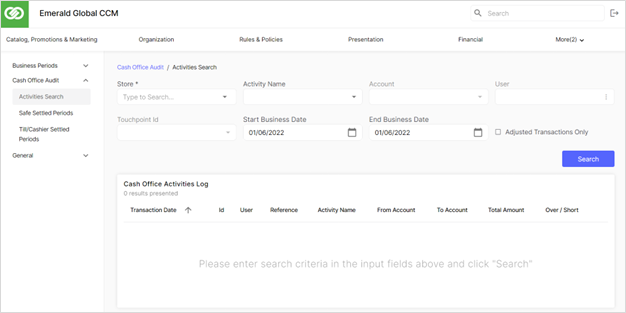 Emerald Global CCM
Search
Catalog, Promotions & Marketing Organization Rules & Policies Presentation Financial More(2)
Business Periods
Cash Office Audit
Activities Search
Safe Settled Periods
Till/Cashier Settled
Periods
General
Cash Office Audit / Activities Search
Store * Activity Name Account User
Type to Search...
Touchpoint Id Start Business Date End Business Date
01/06/2022 01/06/2022 Adjusted Transactions Only
Search
Cash Office Activities Log
0 results presented
Transaction Date Id User Reference Activity Name From Account To Account Total Amount Over / Short
Please enter search criteria in the input fields above and click "Search"